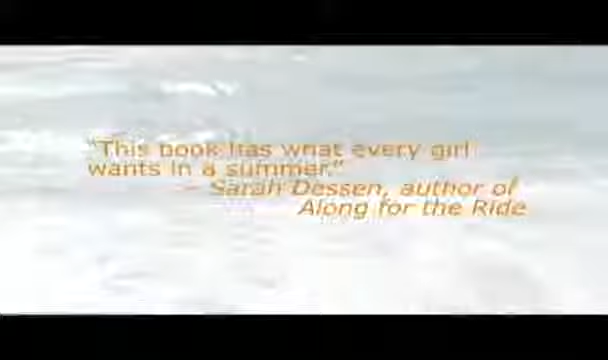 "This book has what every girl
wants in a summer."
- Sarah Dessen, author of
Along for the Ride